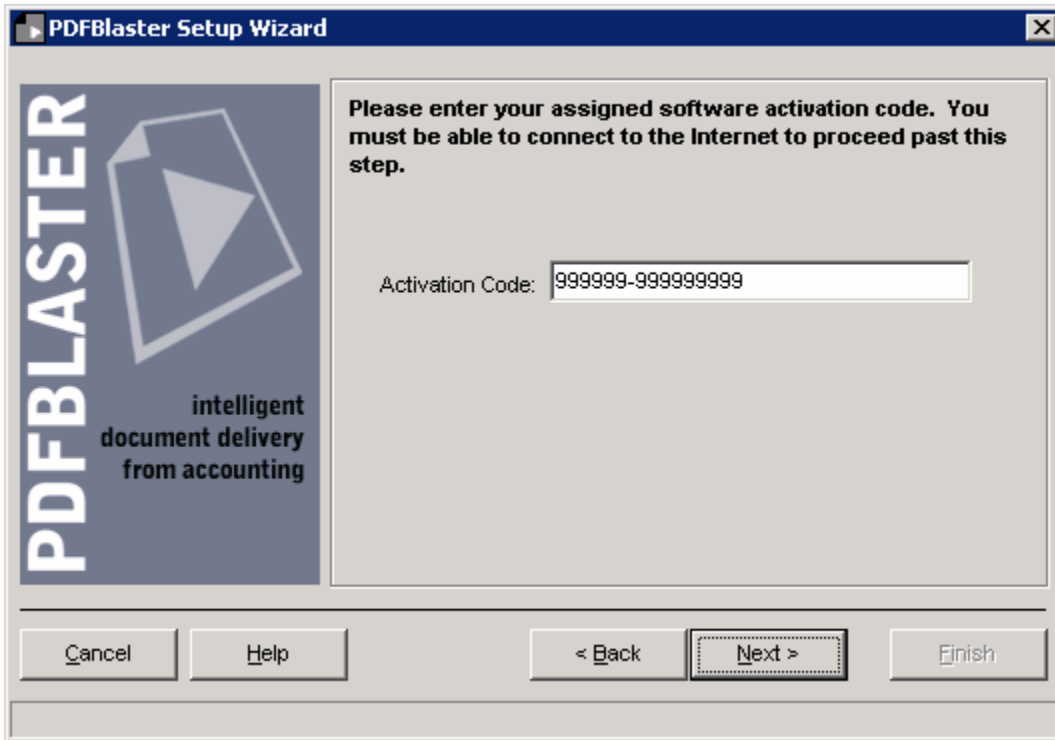 PDFBlaster Setup Wizard
PDFBLASTER
intelligent
document delivery
from accounting
Please enter your assigned software activation code.  You
must be able to connect to the Internet to proceed past this
step.
Activation Code: 999999-999999999
Cancel Help < Back Next > Finish